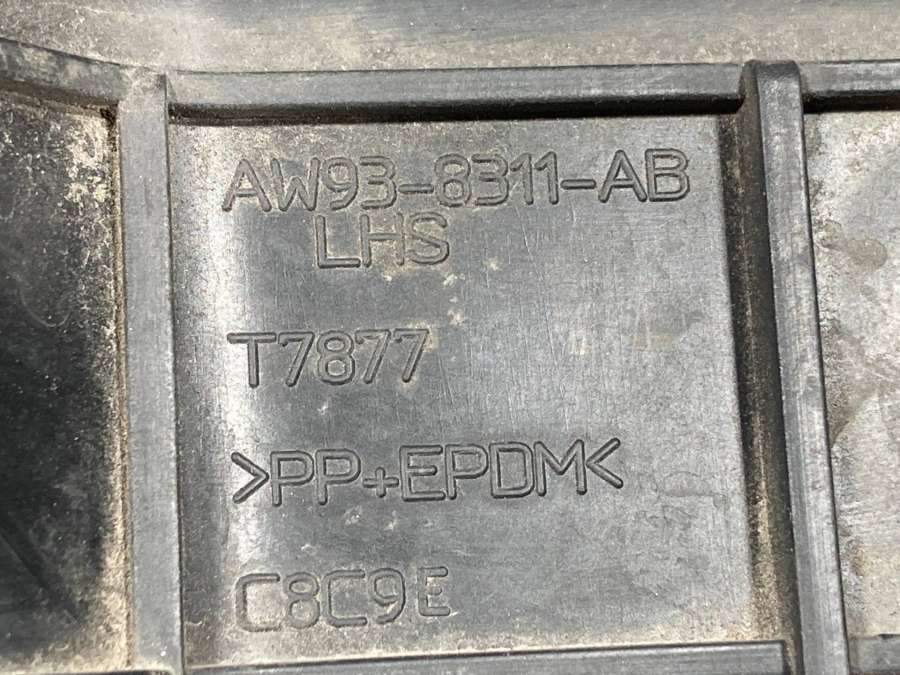 AW93-8311-AB
LHS
T7877
>PP+EPDM<
C8C9E